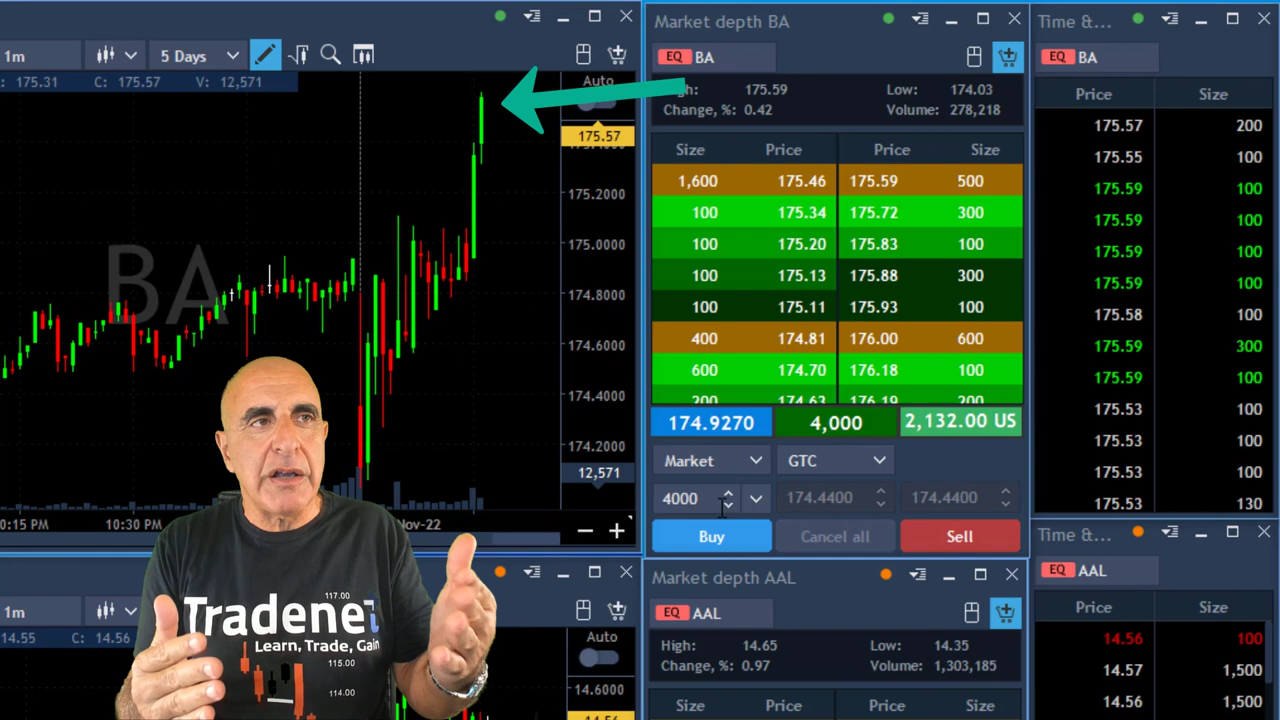 1m
5 Days
: 175.31 C: 175.57 V: 12,571
Auto
175.57
175.2000
175.0000
174.8000
174.6000
174.4000
174.2000
12,571
BA
0:15 PM 10:30 PM
Nov-22
Market depth BA
EQ BA
175.59
Low: 174.03
Change, %: 0.42 Volume: 278,218
Size Price Price Size
1,600 175.46 175.59 500
100 175.34 175.72 300
100 175.20 175.83 100
100 175.13 175.88 300
100 175.11 175.93 100
400 174.81 176.00 600
600 174.70 176.18 100
200 174.63 176.19 200
174.9270 4,000 2,132.00 US
Market GTC
4000 174.4400 174.4400
Buy Cancel all Sell
Time &...
EQ BA
Price Size
175.57 200
175.55 100
175.59 100
175.59 100
175.59 100
175.59 100
175.58 100
175.59 300
175.59 100
175.53 100
175.53 100
175.53 100
175.53 130
1m
14.55 C: 14.56
Auto
14.6000
14.56
Market depth AAL
EQ AAL
High: 14.65 Low: 14.35
Change, %: 0.97 Volume: 1,303,185
Size Price Price Size
Time &...
EQ AAL
Price Size
14.56 100
14.57 1,500
14.56 1,500
117.00
Tradenet
Learn, Trade, Gain
115.00
114.00